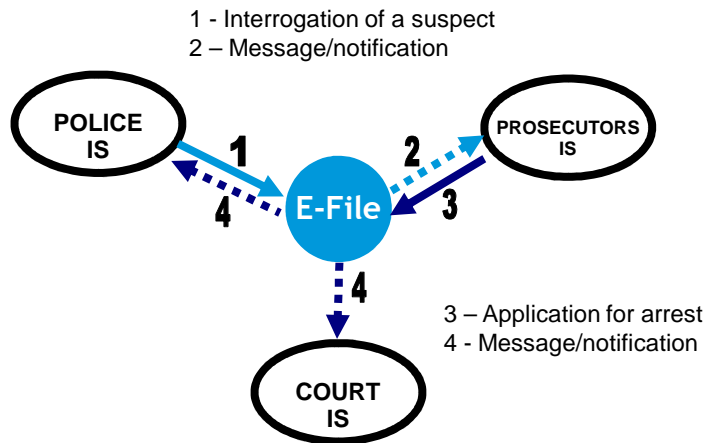 1 - Interrogation of a suspect
2 – Message/notification
POLICE
IS
PROSECUTORS
IS
1
2
E-File
4
3
4
3 – Application for arrest
4 - Message/notification
COURT
IS